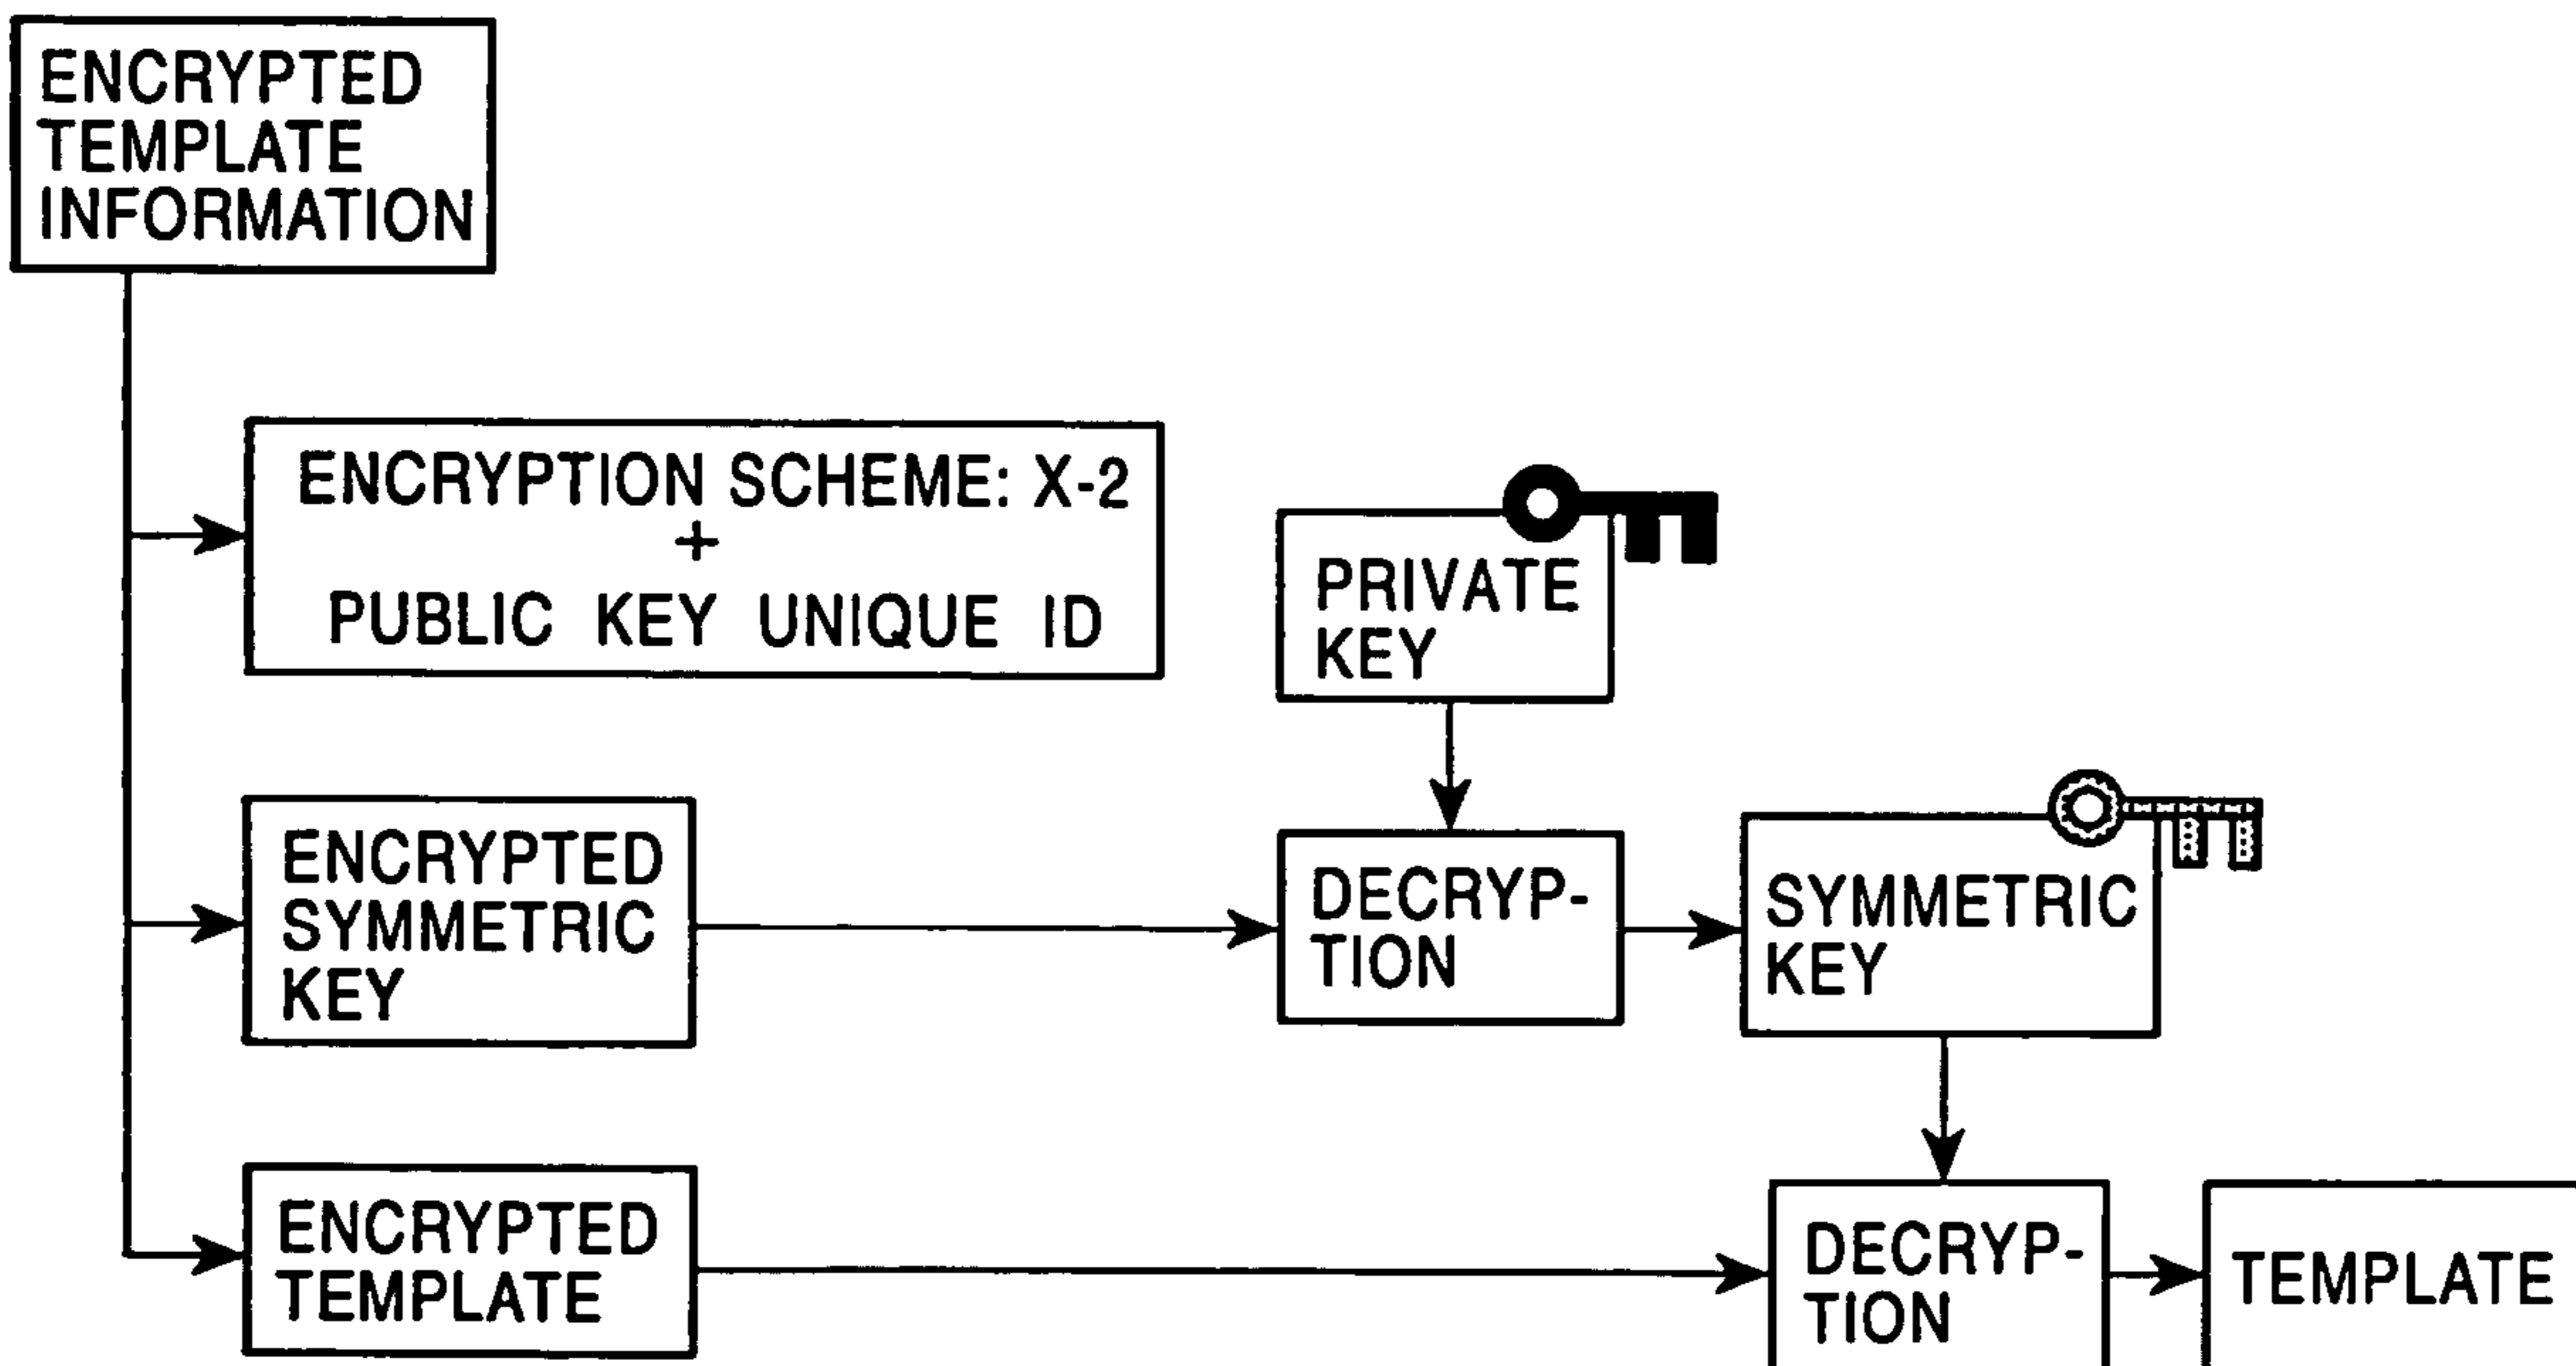 ENCRYPTED
TEMPLATE
INFORMATION
ENCRYPTION SCHEME: X-2
+
PUBLIC KEY UNIQUE ID
PRIVATE
KEY
ENCRYPTED
SYMMETRIC
KEY
DECRYP-
TION
SYMMETRIC
KEY
ENCRYPTED
TEMPLATE
DECRYP-
TION
TEMPLATE